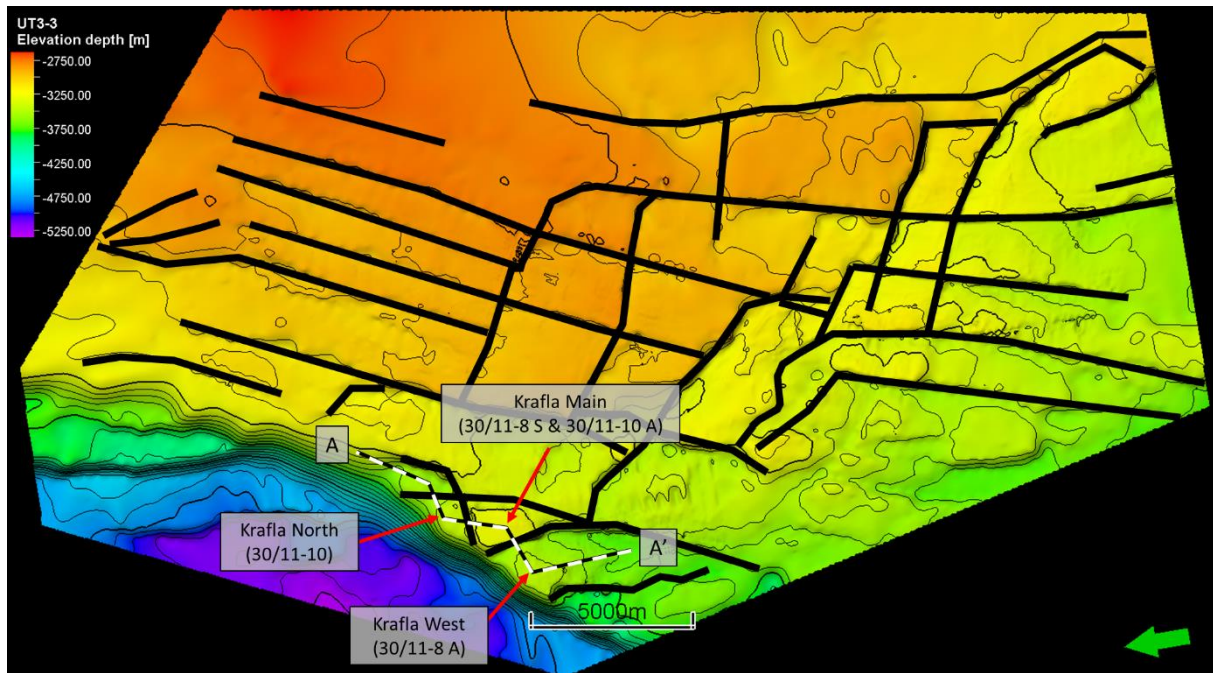 UT3-3
Elevation depth [m]
-2750.00
-3250.00
-3750.00
-4250.00
-4750.00
-5250.00
Krafla Main
(30/11-8 S & 30/11-10 A)
A
Krafla North
(30/11-10)
A’
Krafla West
(30/11-8 A)
5000m